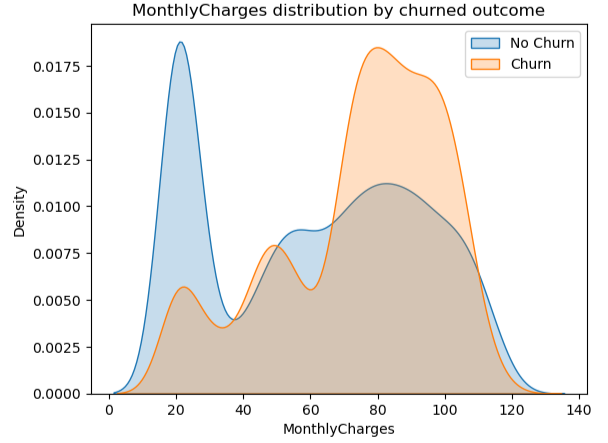 MonthlyCharges distribution by churned outcome
No Churn
Churn
0.0175
0.0150
0.0125
0.0100
0.0075
0.0050
0.0025
0.0000
Density
0 20 40 60 80 100 120 140
MonthlyCharges